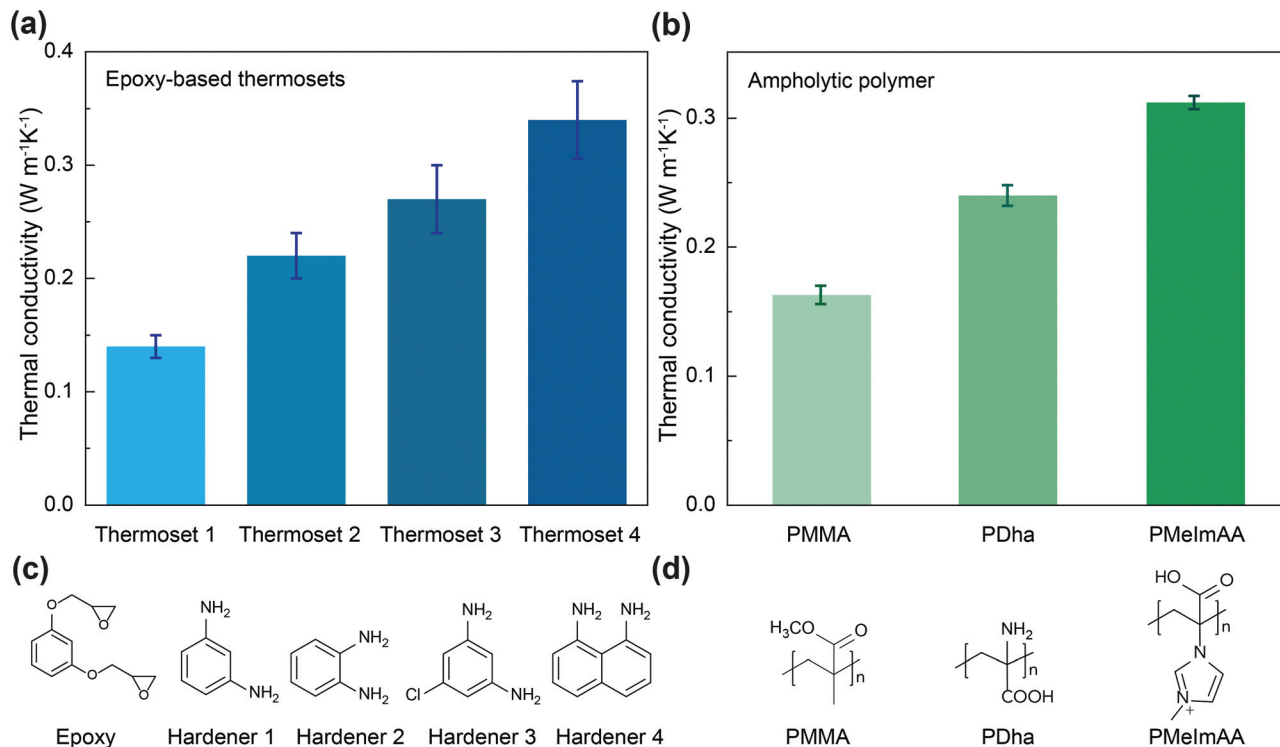 (a)
Epoxy-based thermosets
Thermal conductivity (W m⁻¹K⁻¹)
0.4
0.3
0.2
0.1
0.0
Thermoset 1 Thermoset 2 Thermoset 3 Thermoset 4
(b)
Ampholytic polymer
Thermal conductivity (W m⁻¹K⁻¹)
0.3
0.2
0.1
0.0
PMMA PDha PMeImAA
(c)
O
O
O
O
Epoxy
NH₂
NH₂
Hardener 1
NH₂
NH₂
Hardener 2
NH₂
Cl
NH₂
Hardener 3
NH₂ NH₂
Hardener 4
(d)
H₃CO O
n
PMMA
NH₂
n
COOH
PDha
HO O
n
N
N
+
PMeImAA